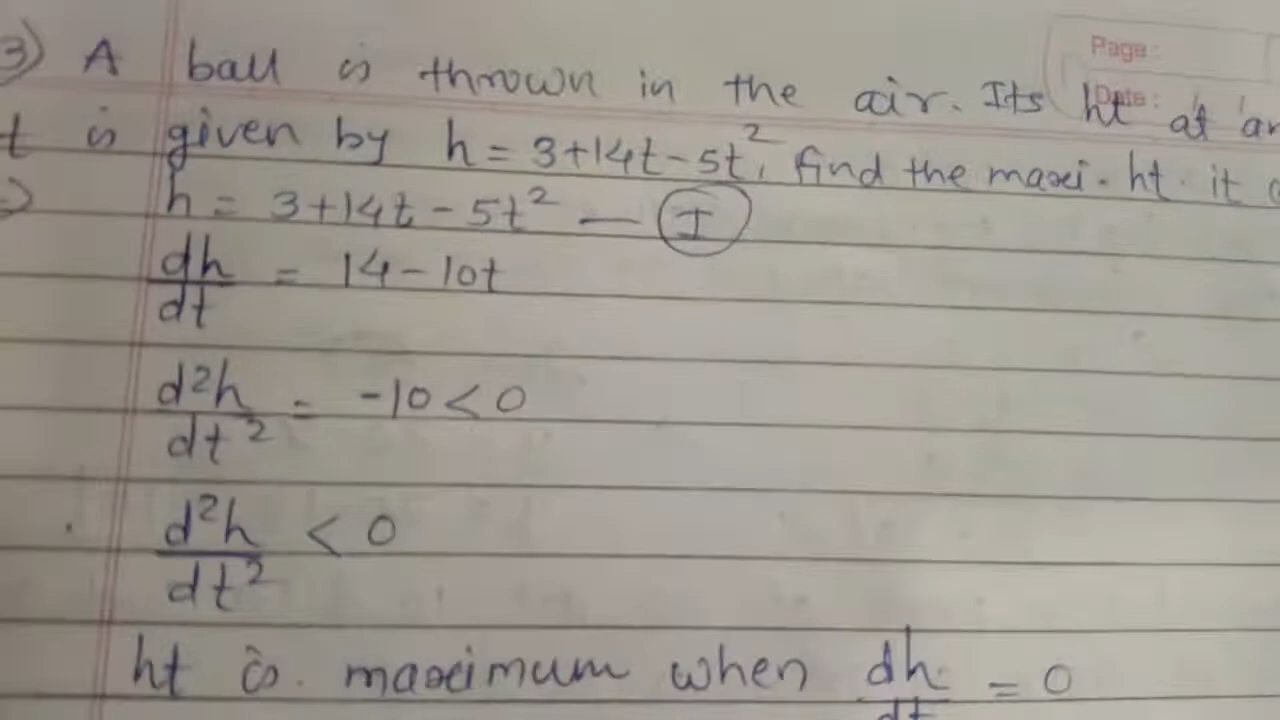 3) A ball is thrown in the air. Its ht at
Page:
Date:
t is given by h = 3+14t-5t², find the maxi. ht. it
h = 3+14t - 5t² — I
dh/dt = 14-10t
d²h/dt² = -10 < 0
d²h/dt² < 0
ht is maximum when dh/dt = 0